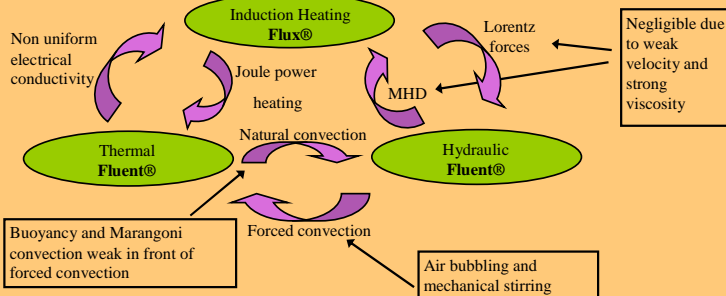 Induction Heating
Flux®
Non uniform
electrical
conductivity
Joule power
heating
Lorentz
forces
MHD
Negligible due
to weak
velocity and
strong
viscosity
Natural convection
Thermal
Fluent®
Hydraulic
Fluent®
Forced convection
Buoyancy and Marangoni
convection weak in front of
forced convection
Air bubbling and
mechanical stirring